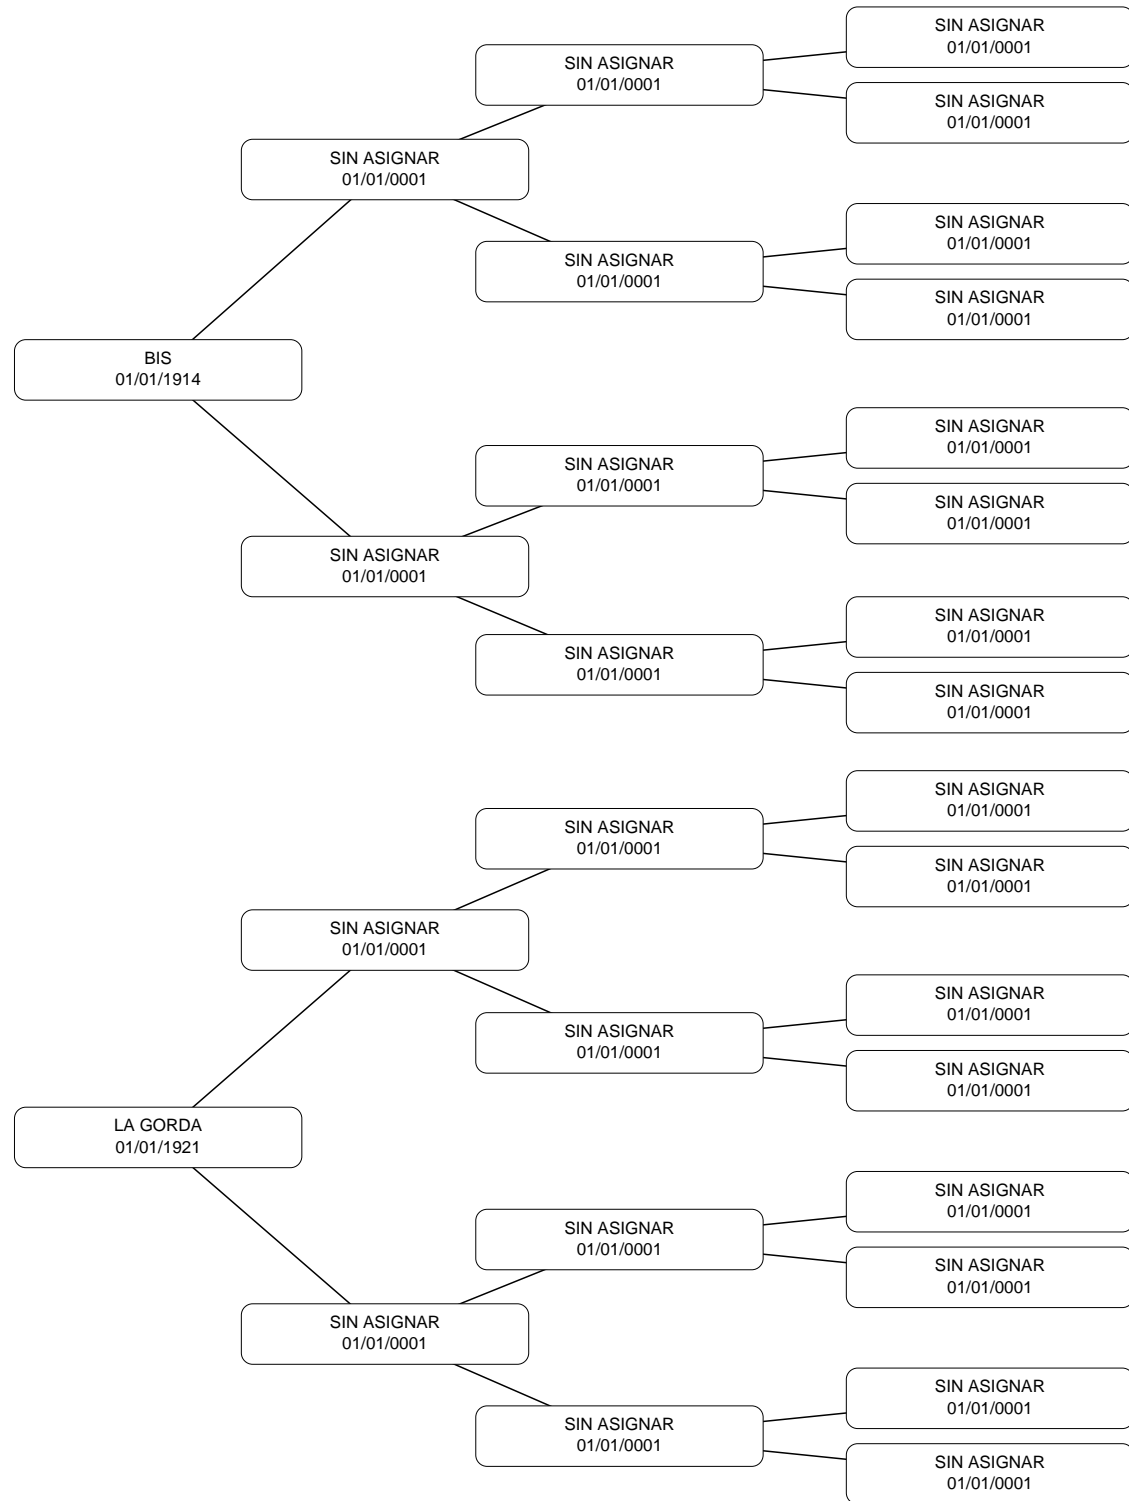 SIN ASIGNAR
01/01/0001
SIN ASIGNAR
01/01/0001
SIN ASIGNAR
01/01/0001
SIN ASIGNAR
01/01/0001
SIN ASIGNAR
01/01/0001
SIN ASIGNAR
01/01/0001
SIN ASIGNAR
01/01/0001
BIS
01/01/1914
SIN ASIGNAR
01/01/0001
SIN ASIGNAR
01/01/0001
SIN ASIGNAR
01/01/0001
SIN ASIGNAR
01/01/0001
SIN ASIGNAR
01/01/0001
SIN ASIGNAR
01/01/0001
SIN ASIGNAR
01/01/0001
SIN ASIGNAR
01/01/0001
SIN ASIGNAR
01/01/0001
SIN ASIGNAR
01/01/0001
SIN ASIGNAR
01/01/0001
SIN ASIGNAR
01/01/0001
SIN ASIGNAR
01/01/0001
SIN ASIGNAR
01/01/0001
LA GORDA
01/01/1921
SIN ASIGNAR
01/01/0001
SIN ASIGNAR
01/01/0001
SIN ASIGNAR
01/01/0001
SIN ASIGNAR
01/01/0001
SIN ASIGNAR
01/01/0001
SIN ASIGNAR
01/01/0001
SIN ASIGNAR
01/01/0001